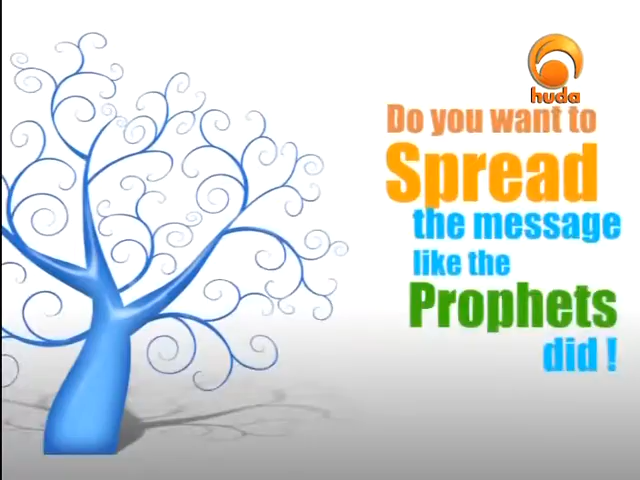 huda
Do you want to
Spread
the message
like the
Prophets
did !